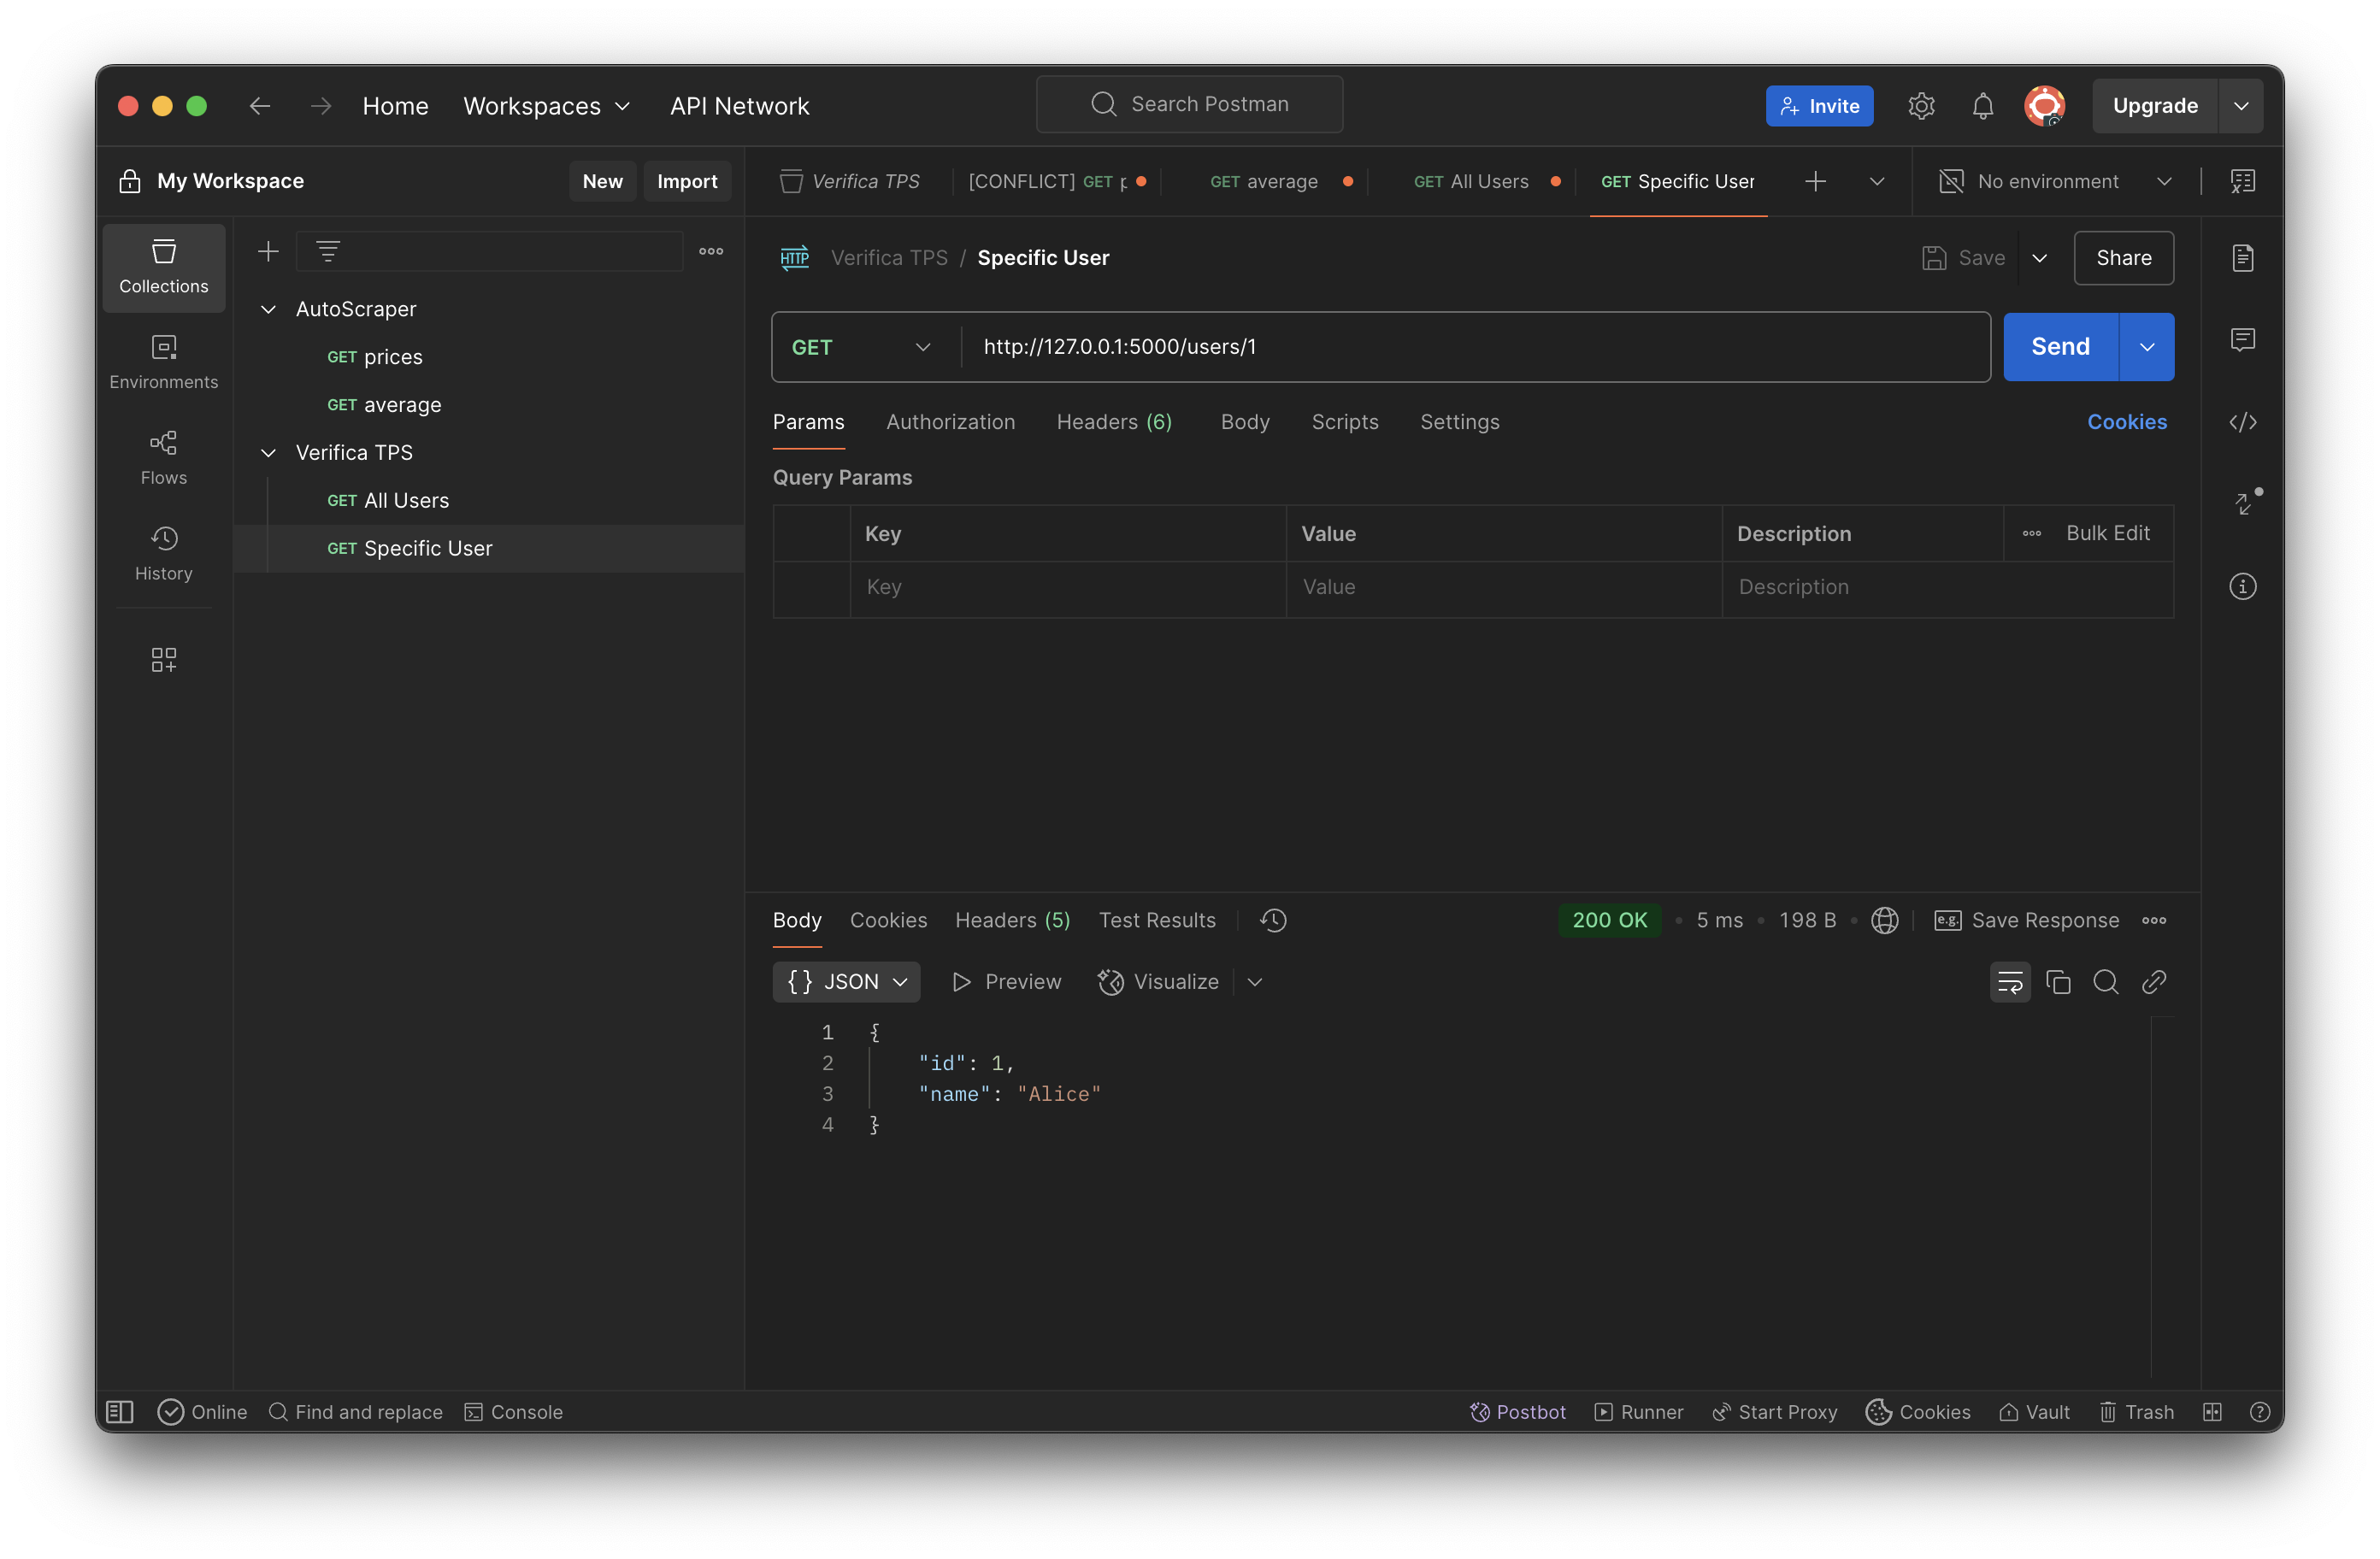 Home Workspaces API Network Search Postman Invite Upgrade
My Workspace New Import
Verifica TPS [CONFLICT] GET p GET average GET All Users GET Specific User No environment
Collections
Environments
Flows
History
AutoScraper
GET prices
GET average
Verifica TPS
GET All Users
GET Specific User
HTTP Verifica TPS / Specific User Save Share
GET http://127.0.0.1:5000/users/1 Send
Params Authorization Headers (6) Body Scripts Settings Cookies
Query Params
Key Value Description Bulk Edit
Key Value Description
Body Cookies Headers (5) Test Results 200 OK 5 ms 198 B e.g. Save Response
{} JSON Preview Visualize
1 {
2 "id": 1,
3 "name": "Alice"
4 }
Online Find and replace Console Postbot Runner Start Proxy Cookies Vault Trash